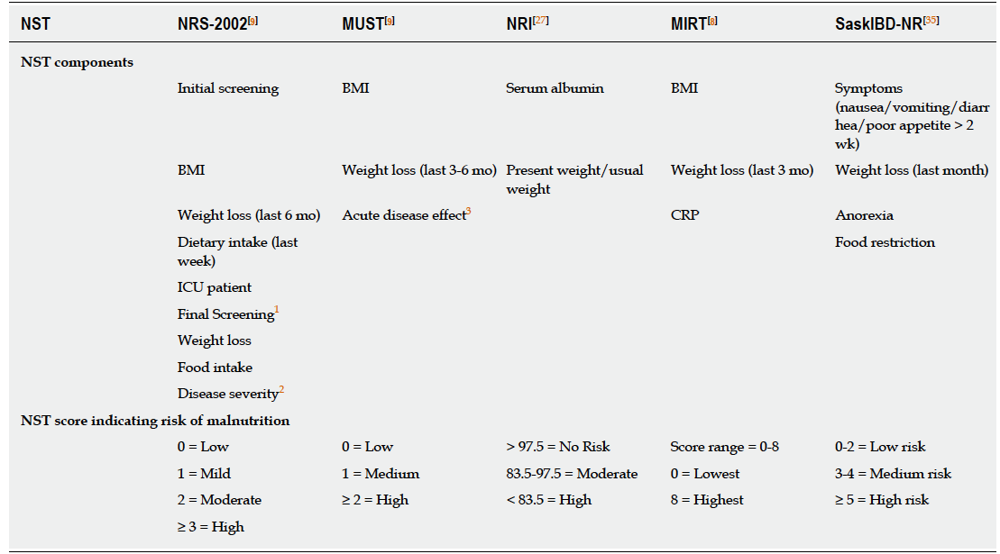 NST NRS-2002[9] MUST[9] NRI[27] MIRT[8] SaskIBD-NR[35]
NST components
Initial screening BMI Serum albumin BMI Symptoms
(nausea/vomiting/diarr
hea/poor appetite > 2
wk)
BMI Weight loss (last 3-6 mo) Present weight/usual Weight loss (last 3 mo) Weight loss (last month)
weight
Weight loss (last 6 mo) Acute disease effect3 CRP Anorexia
Dietary intake (last Food restriction
week)
ICU patient
Final Screening1
Weight loss
Food intake
Disease severity2
NST score indicating risk of malnutrition
0 = Low 0 = Low > 97.5 = No Risk Score range = 0-8 0-2 = Low risk
1 = Mild 1 = Medium 83.5-97.5 = Moderate 0 = Lowest 3-4 = Medium risk
2 = Moderate ≥ 2 = High < 83.5 = High 8 = Highest ≥ 5 = High risk
≥ 3 = High